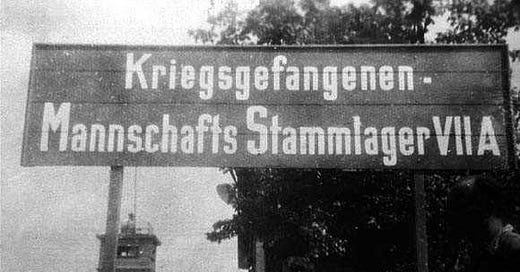 Kriegsgefangenen-
Mannschafts Stammlager VII A